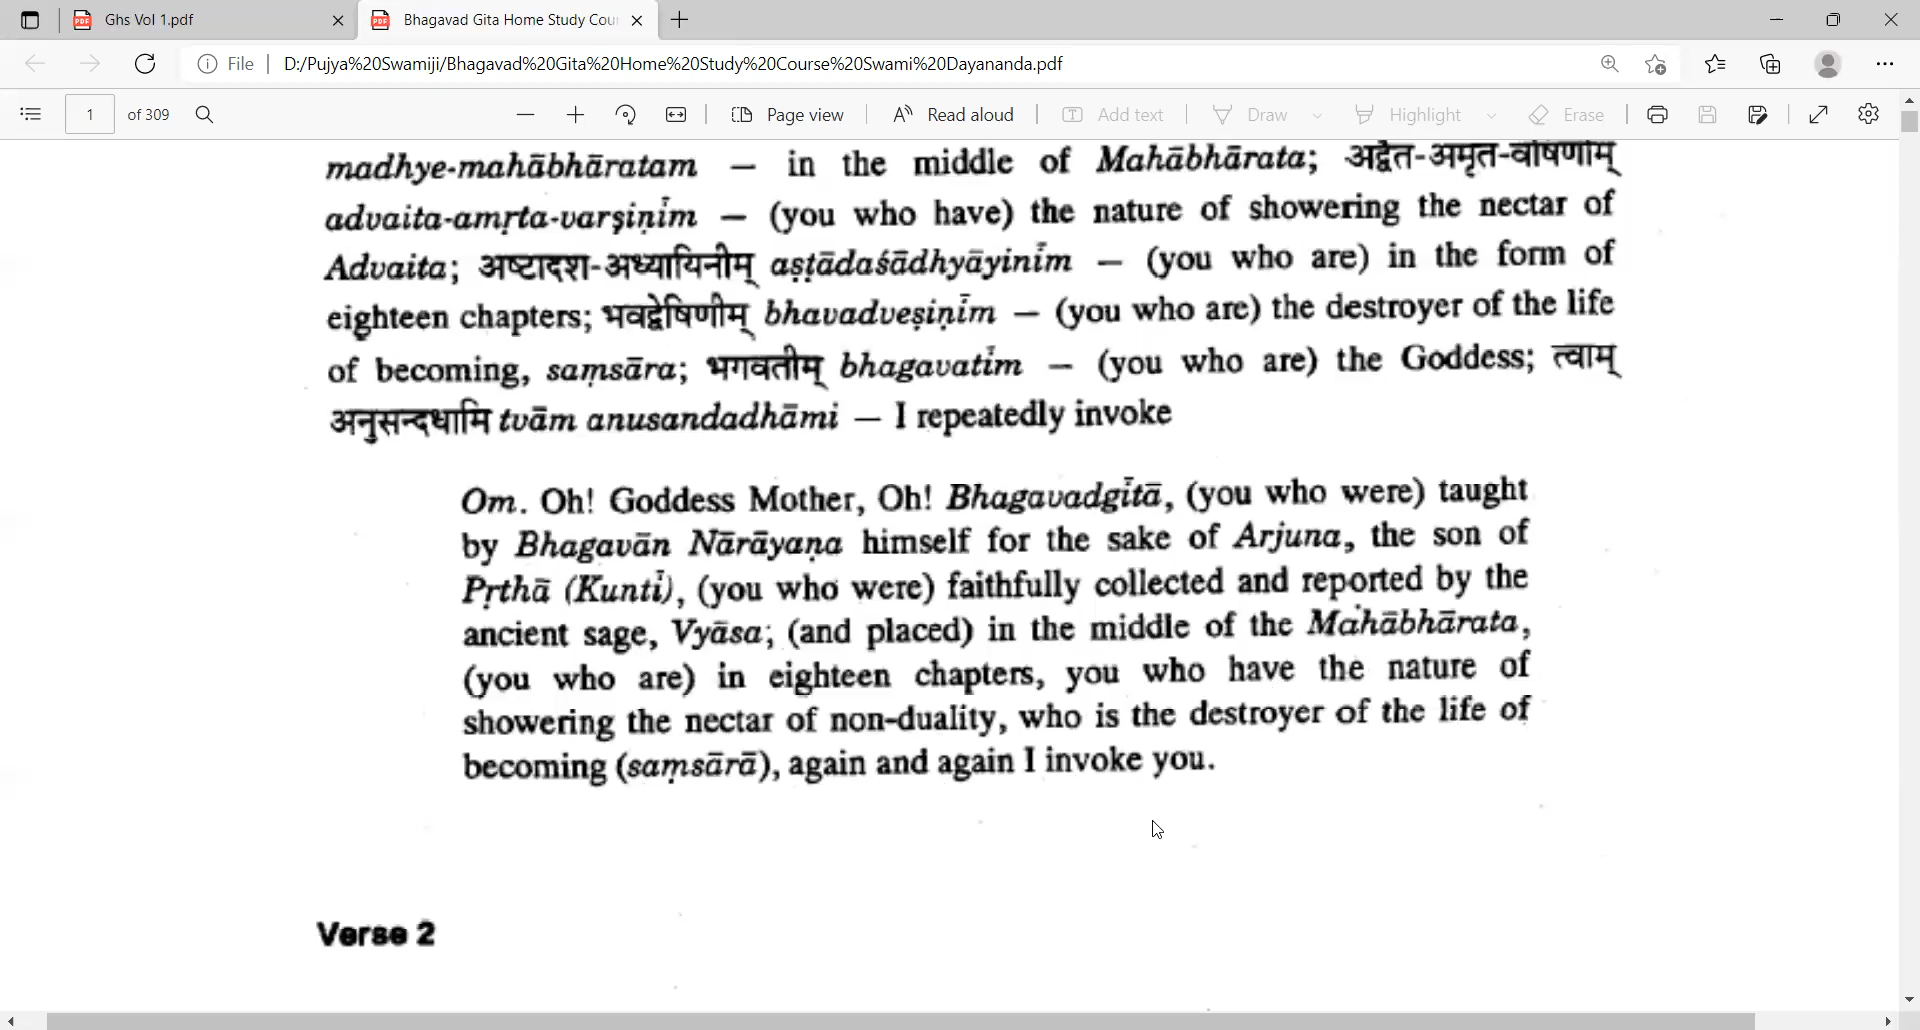 Ghs Vol 1.pdf
Bhagavad Gita Home Study Cour
File
D:/Pujya%20Swamiji/Bhagavad%20Gita%20Home%20Study%20Course%20Swami%20Dayananda.pdf
1 of 309 Page view Read aloud Add text Draw Highlight Erase
madhye-mahābhāratam — in the middle of Mahābhārata; अद्वैत-अमृत-वर्षिणीम्
advaita-amṛta-varṣiṇīm — (you who have) the nature of showering the nectar of
Advaita; अष्टादश-अध्यायिनीम् aṣṭādaśādhyāyinīm — (you who are) in the form of
eighteen chapters; भवद्वेषिणीम् bhavadveṣiṇīm — (you who are) the destroyer of the life
of becoming, saṃsāra; भगवतीम् bhagavatīm — (you who are) the Goddess; त्वाम्
अनुसन्दधामि tvām anusandadhāmi — I repeatedly invoke
Om. Oh! Goddess Mother, Oh! Bhagavadgītā, (you who were) taught
by Bhagavān Nārāyaṇa himself for the sake of Arjuna, the son of
Pṛthā (Kuntī), (you who were) faithfully collected and reported by the
ancient sage, Vyāsa; (and placed) in the middle of the Mahābhārata,
(you who are) in eighteen chapters, you who have the nature of
showering the nectar of non-duality, who is the destroyer of the life of
becoming (saṃsārā), again and again I invoke you.
Verse 2